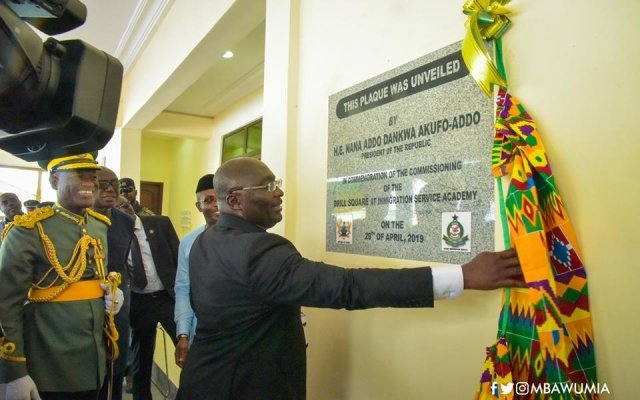 THIS PLAQUE WAS UNVEILED
BY
H.E. NANA ADDO DANKWA AKUFO-ADDO
PRESIDENT OF THE REPUBLIC
IN COMMEMORATION OF THE COMMISSIONING
OF THE
DRILL SQUARE AT IMMIGRATION SERVICE ACADEMY
ON THE
25TH OF APRIL, 2019
@MBAWUMIA